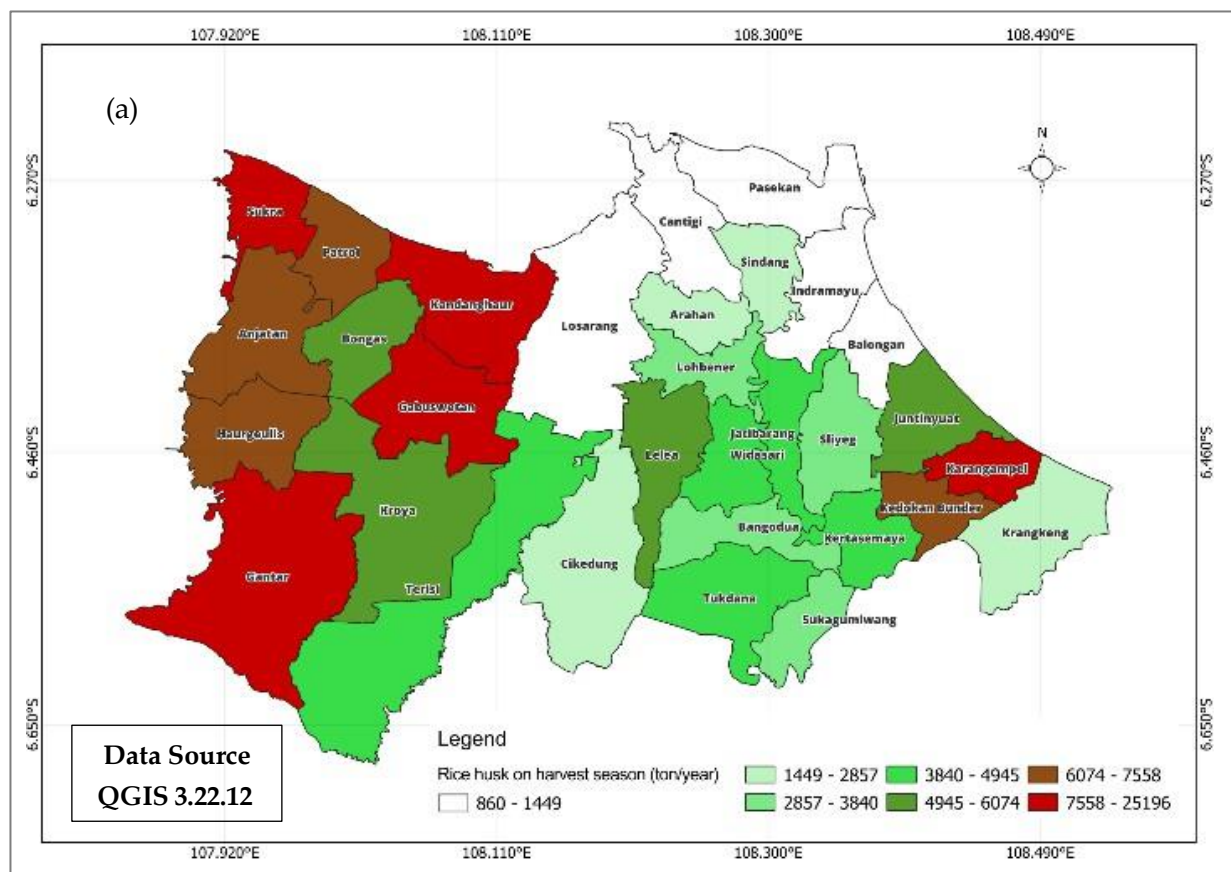 107.920°E 108.110°E 108.300°E 108.490°E
(a)
N
6.270°S 6.270°S
Pasekan
Sukra
Cantigi
Patrol
Sindang
Indramayu
Kandanghaur
Arahan
Losarang
Anjatan
Bongas
Balongan
Lohbener
Gabuswetan
Juntinyuat
Haurgeulis
Jatibarang
Sliyeg
6.460°S 6.460°S
Lelea
Widasari
Karangampel
Kroya
Kedokan Bunder
Bangodua
Kertasemaya
Krangkeng
Cikedung
Gantar
Terisi
Tukdana
Sukagumiwang
6.650°S 6.650°S
Data Source
QGIS 3.22.12
Legend
Rice husk on harvest season (ton/year)
860 - 1449
1449 - 2857
2857 - 3840
3840 - 4945
4945 - 6074
6074 - 7558
7558 - 25196
107.920°E 108.110°E 108.300°E 108.490°E